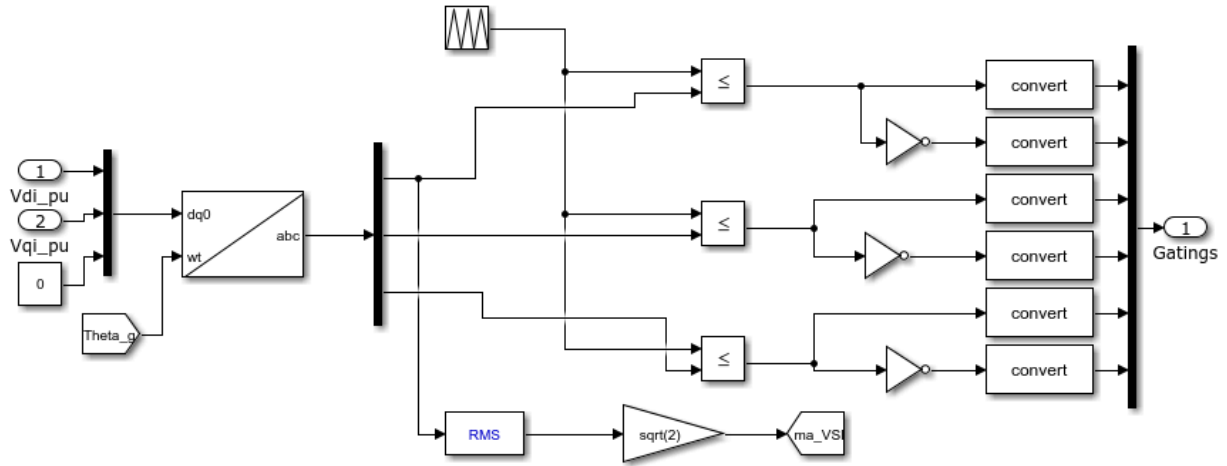 ≤
convert
convert
1
Vdi_pu
2
Vqi_pu
0
dq0
wt
abc
Theta_g
≤
convert
convert
1
Gatings
≤
convert
convert
RMS
sqrt(2)
ma_VSI